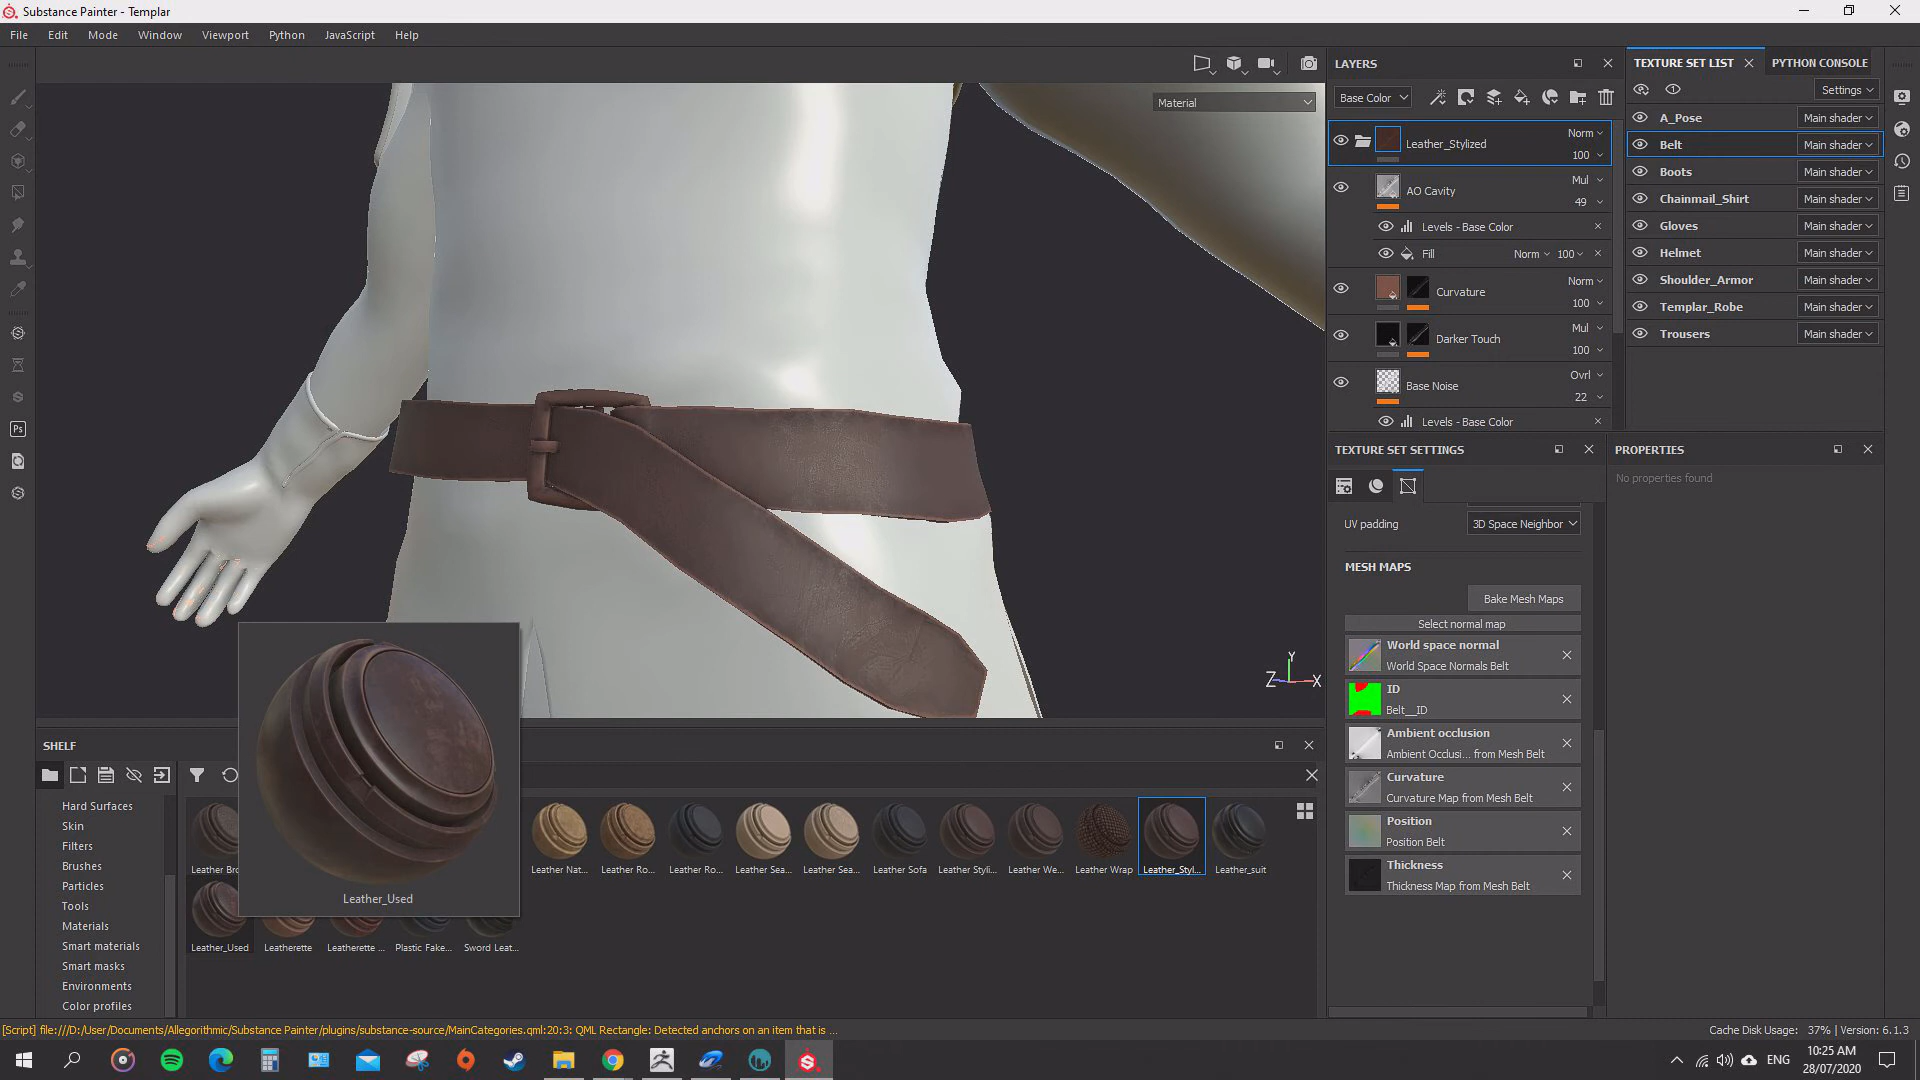 Substance Painter - Templar
File Edit Mode Window Viewport Python JavaScript Help
Material
LAYERS
Base Color
Leather_Stylized
Norm
100
AO Cavity
Mul
49
Levels - Base Color
Fill Norm 100
Curvature
Norm
100
Darker Touch
Mul
100
Base Noise
Ovrl
22
Levels - Base Color
TEXTURE SET LIST
PYTHON CONSOLE
Settings
A_Pose Main shader
Belt Main shader
Boots Main shader
Chainmail_Shirt Main shader
Gloves Main shader
Helmet Main shader
Shoulder_Armor Main shader
Templar_Robe Main shader
Trousers Main shader
TEXTURE SET SETTINGS
UV padding 3D Space Neighbor
MESH MAPS
Bake Mesh Maps
Select normal map
World space normal
World Space Normals Belt
ID
Belt__ID
Ambient occlusion
Ambient Occlusi... from Mesh Belt
Curvature
Curvature Map from Mesh Belt
Position
Position Belt
Thickness
Thickness Map from Mesh Belt
PROPERTIES
No properties found
Ps
Y
Z X
SHELF
Hard Surfaces
Skin
Filters
Brushes
Particles
Tools
Materials
Smart materials
Smart masks
Environments
Color profiles
Leather_Used
Leather Bro
Leather Nat...
Leather Ro...
Leather Ro...
Leather Sea...
Leather Sea...
Leather Sofa
Leather Styli...
Leather We...
Leather Wrap
Leather_Styl...
Leather_suit
Leather_Used
Leatherette
Leatherette ...
Plastic Fake...
Sword Leat...
[Script] file:///D:/User/Documents/Allegorithmic/Substance Painter/plugins/substance-source/MainCategories.qml:20:3: QML Rectangle: Detected anchors on an item that is ...
Cache Disk Usage: 37% | Version: 6.1.3
ENG
10:25 AM
28/07/2020